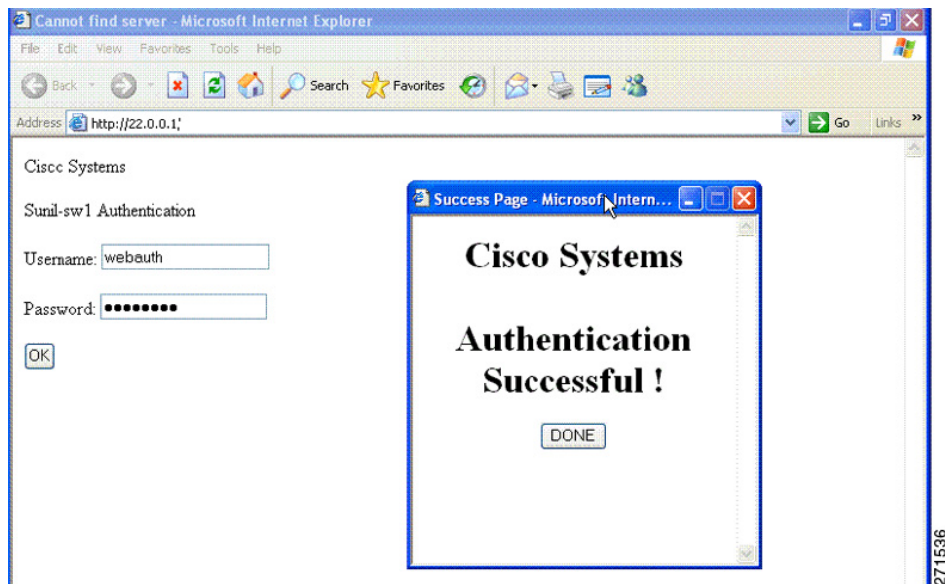 Cannot find server - Microsoft Internet Explorer
File Edit View Favorites Tools Help
Back Search Favorites
Address http://22.0.0.1,' Go Links »
Ciscc Systems
Sunil-sw1 Authentication
Username: webauth
Password: ••••••••
OK
Success Page - Microsoft Intern...
Cisco Systems
Authentication
Successful !
DONE
271536